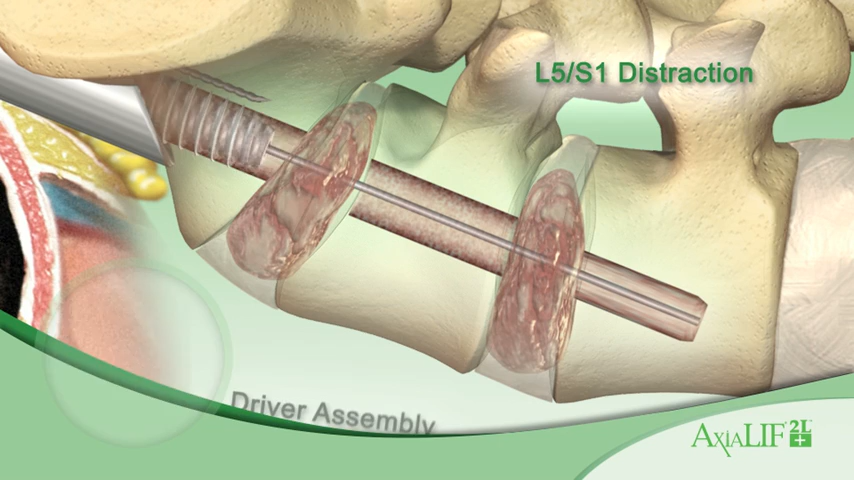 L5/S1 Distraction
Driver Assembly
AxiaLIF 2L+